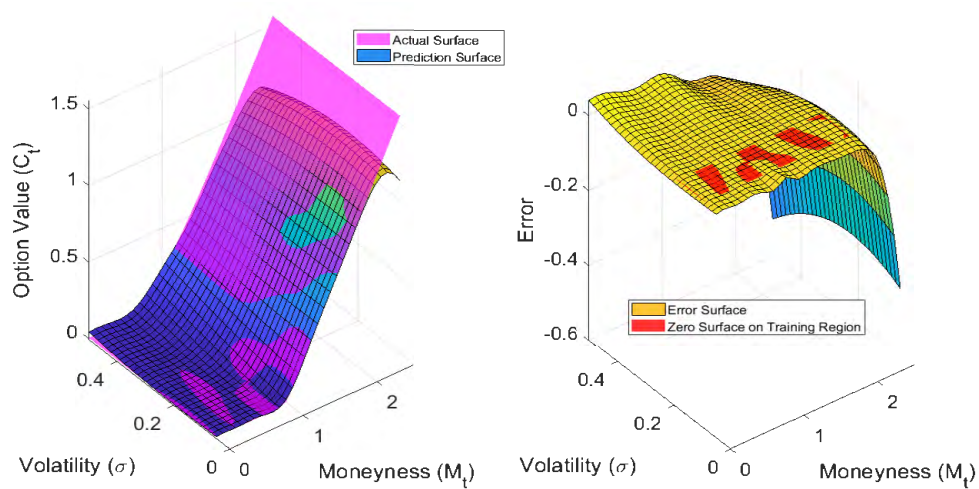 Actual Surface
Prediction Surface
1.5
1
0.5
0
Option Value (C_t)
0.4
0.2
0
Volatility (σ)
0
1
2
Moneyness (M_t)
0
-0.2
-0.4
-0.6
Error
Error Surface
Zero Surface on Training Region
0.4
0.2
0
Volatility (σ)
0
1
2
Moneyness (M_t)